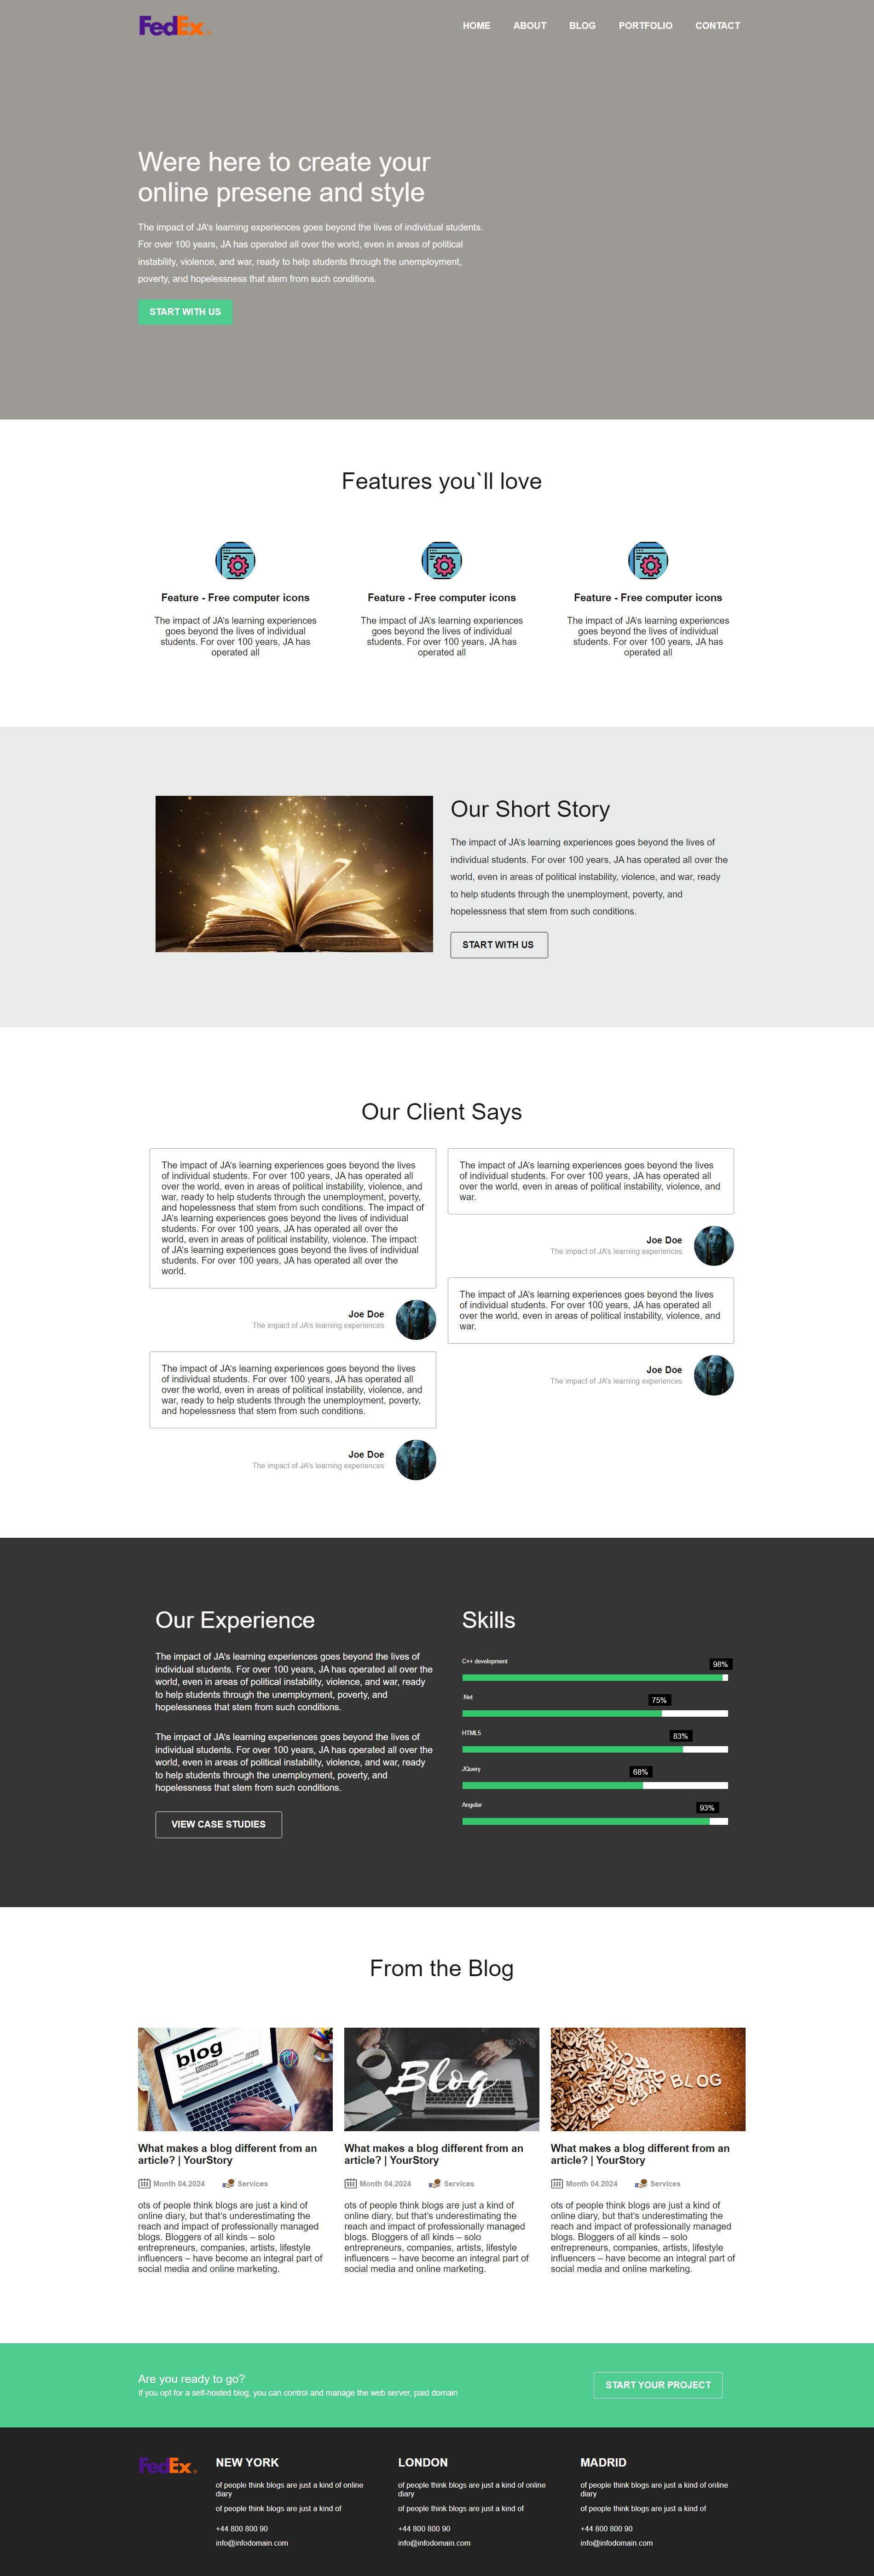 FedEx®
HOME ABOUT BLOG PORTFOLIO CONTACT
Were here to create your
online presene and style
The impact of JA's learning experiences goes beyond the lives of individual students.
For over 100 years, JA has operated all over the world, even in areas of political
instability, violence, and war, ready to help students through the unemployment,
poverty, and hopelessness that stem from such conditions.
START WITH US
Features you`ll love
Feature - Free computer icons
The impact of JA's learning experiences
goes beyond the lives of individual
students. For over 100 years, JA has
operated all
Feature - Free computer icons
The impact of JA's learning experiences
goes beyond the lives of individual
students. For over 100 years, JA has
operated all
Feature - Free computer icons
The impact of JA's learning experiences
goes beyond the lives of individual
students. For over 100 years, JA has
operated all
Our Short Story
The impact of JA's learning experiences goes beyond the lives of
individual students. For over 100 years, JA has operated all over the
world, even in areas of political instability, violence, and war, ready
to help students through the unemployment, poverty, and
hopelessness that stem from such conditions.
START WITH US
Our Client Says
The impact of JA's learning experiences goes beyond the lives
of individual students. For over 100 years, JA has operated all
over the world, even in areas of political instability, violence, and
war, ready to help students through the unemployment, poverty,
and hopelessness that stem from such conditions. The impact of
JA's learning experiences goes beyond the lives of individual
students. For over 100 years, JA has operated all over the
world, even in areas of political instability, violence. The impact
of JA's learning experiences goes beyond the lives of individual
students. For over 100 years, JA has operated all over the
world.
Joe Doe
The impact of JA's learning experiences
The impact of JA's learning experiences goes beyond the lives
of individual students. For over 100 years, JA has operated all
over the world, even in areas of political instability, violence, and
war, ready to help students through the unemployment, poverty,
and hopelessness that stem from such conditions.
Joe Doe
The impact of JA's learning experiences
The impact of JA's learning experiences goes beyond the lives
of individual students. For over 100 years, JA has operated all
over the world, even in areas of political instability, violence, and
war.
Joe Doe
The impact of JA's learning experiences
The impact of JA's learning experiences goes beyond the lives
of individual students. For over 100 years, JA has operated all
over the world, even in areas of political instability, violence, and
war.
Joe Doe
The impact of JA's learning experiences
Our Experience
The impact of JA's learning experiences goes beyond the lives of
individual students. For over 100 years, JA has operated all over the
world, even in areas of political instability, violence, and war, ready
to help students through the unemployment, poverty, and
hopelessness that stem from such conditions.
The impact of JA's learning experiences goes beyond the lives of
individual students. For over 100 years, JA has operated all over the
world, even in areas of political instability, violence, and war, ready
to help students through the unemployment, poverty, and
hopelessness that stem from such conditions.
VIEW CASE STUDIES
Skills
C++ development 98%
.Net 75%
HTML5 83%
JQuery 68%
Angular 93%
From the Blog
blog
follow
like
What makes a blog different from an
article? | YourStory
Month 04.2024 Services
ots of people think blogs are just a kind of
online diary, but that's underestimating the
reach and impact of professionally managed
blogs. Bloggers of all kinds – solo
entrepreneurs, companies, artists, lifestyle
influencers – have become an integral part of
social media and online marketing.
Blog
What makes a blog different from an
article? | YourStory
Month 04.2024 Services
ots of people think blogs are just a kind of
online diary, but that's underestimating the
reach and impact of professionally managed
blogs. Bloggers of all kinds – solo
entrepreneurs, companies, artists, lifestyle
influencers – have become an integral part of
social media and online marketing.
BLOG
What makes a blog different from an
article? | YourStory
Month 04.2024 Services
ots of people think blogs are just a kind of
online diary, but that's underestimating the
reach and impact of professionally managed
blogs. Bloggers of all kinds – solo
entrepreneurs, companies, artists, lifestyle
influencers – have become an integral part of
social media and online marketing.
Are you ready to go?
If you opt for a self-hosted blog, you can control and manage the web server, paid domain
START YOUR PROJECT
FedEx®
NEW YORK
of people think blogs are just a kind of online
diary
of people think blogs are just a kind of
+44 800 800 90
info@infodomain.com
LONDON
of people think blogs are just a kind of online
diary
of people think blogs are just a kind of
+44 800 800 90
info@infodomain.com
MADRID
of people think blogs are just a kind of online
diary
of people think blogs are just a kind of
+44 800 800 90
info@infodomain.com